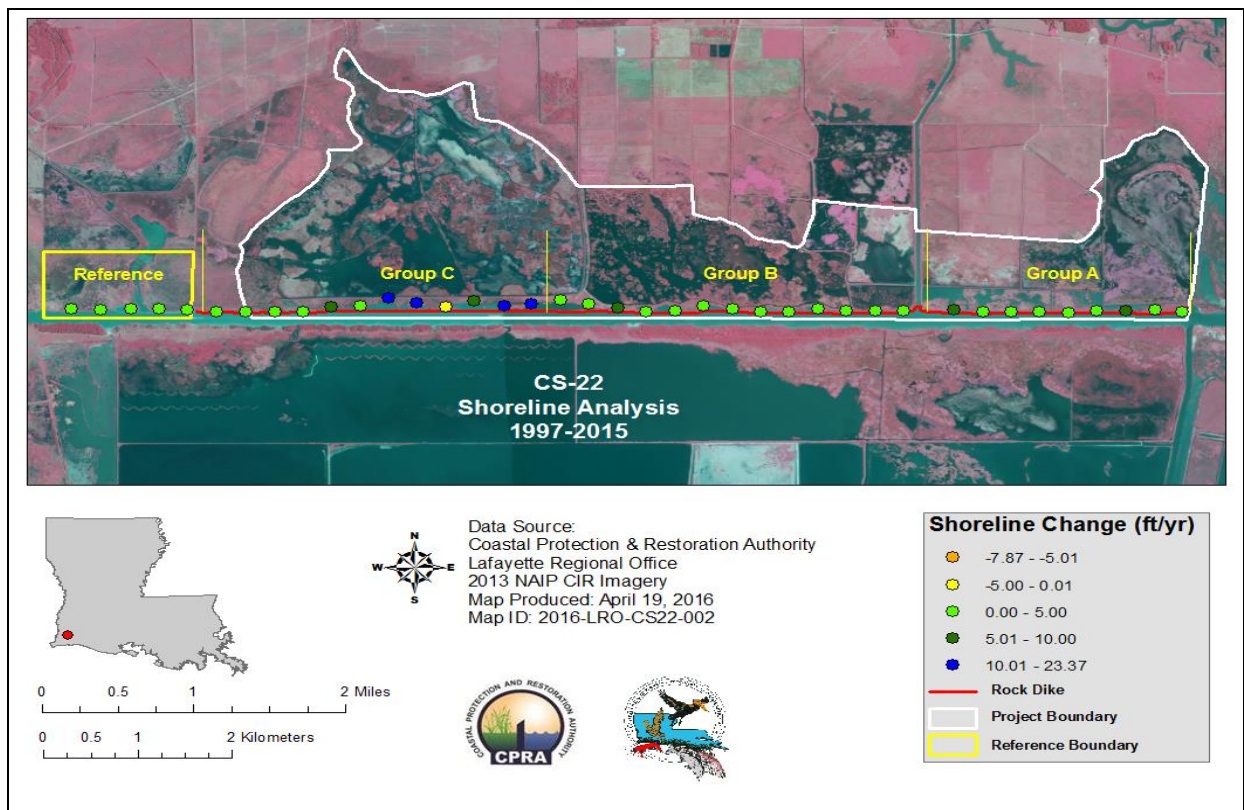 Reference
Group C
Group B
Group A
CS-22
Shoreline Analysis
1997-2015
N
W E
S
Data Source:
Coastal Protection & Restoration Authority
Lafayette Regional Office
2013 NAIP CIR Imagery
Map Produced: April 19, 2016
Map ID: 2016-LRO-CS22-002
0 0.5 1 2 Miles
0 0.5 1 2 Kilometers
COASTAL PROTECTION AND RESTORATION AUTHORITY
CPRA
Shoreline Change (ft/yr)
-7.87 - -5.01
-5.00 - 0.01
0.00 - 5.00
5.01 - 10.00
10.01 - 23.37
Rock Dike
Project Boundary
Reference Boundary